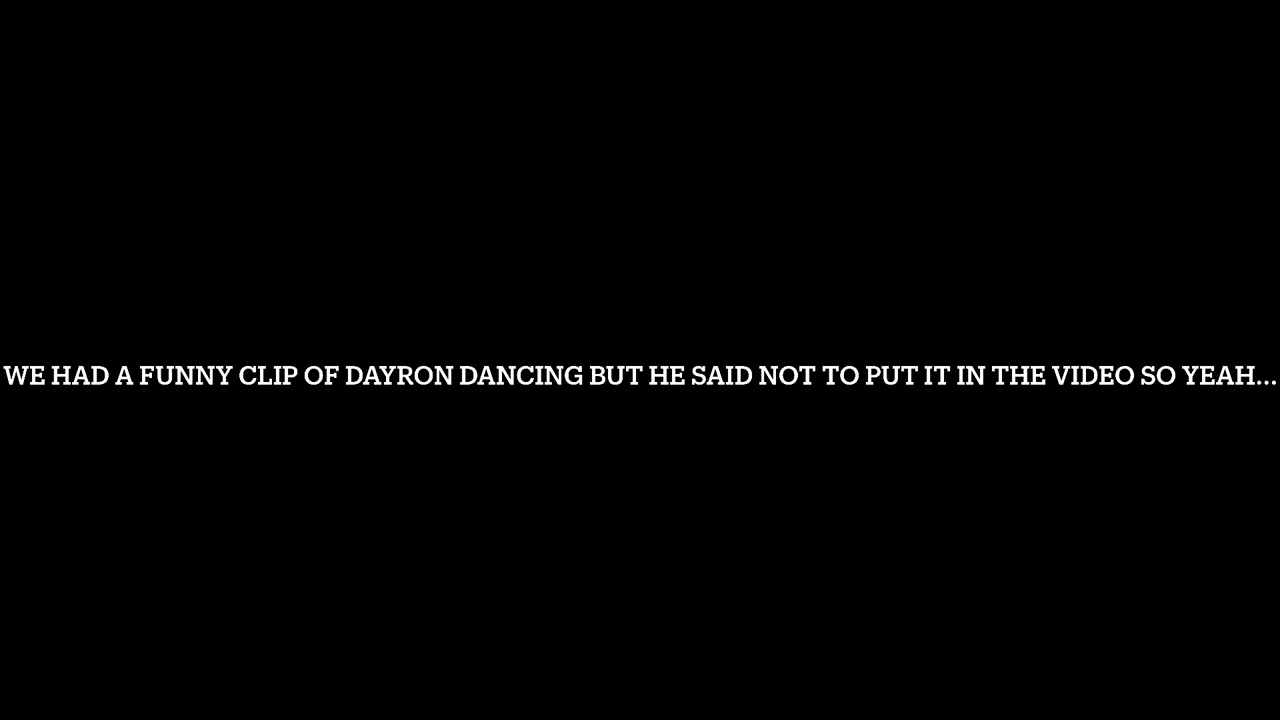 WE HAD A FUNNY CLIP OF DAYRON DANCING BUT HE SAID NOT TO PUT IT IN THE VIDEO SO YEAH...